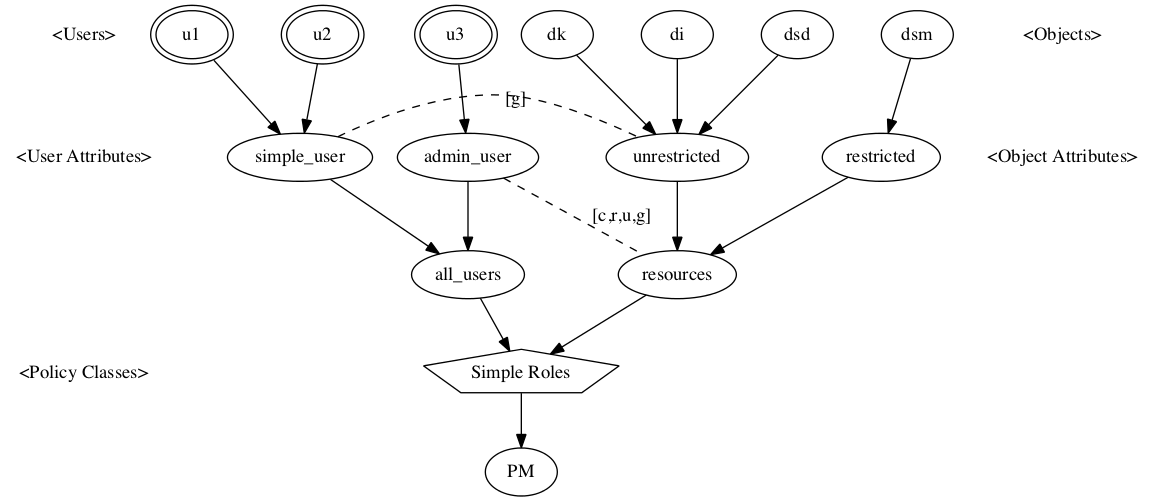 <Users> u1 u2 u3 dk di dsd dsm <Objects>
[g]
<User Attributes> simple_user admin_user unrestricted restricted <Object Attributes>
[c,r,u,g]
all_users resources
<Policy Classes> Simple Roles
PM